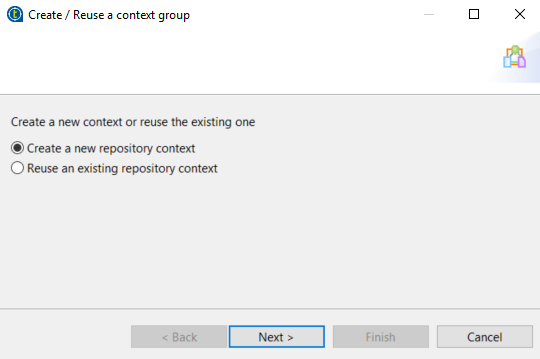 Create / Reuse a context group
Create a new context or reuse the existing one
Create a new repository context
Reuse an existing repository context
< Back
Next >
Finish
Cancel